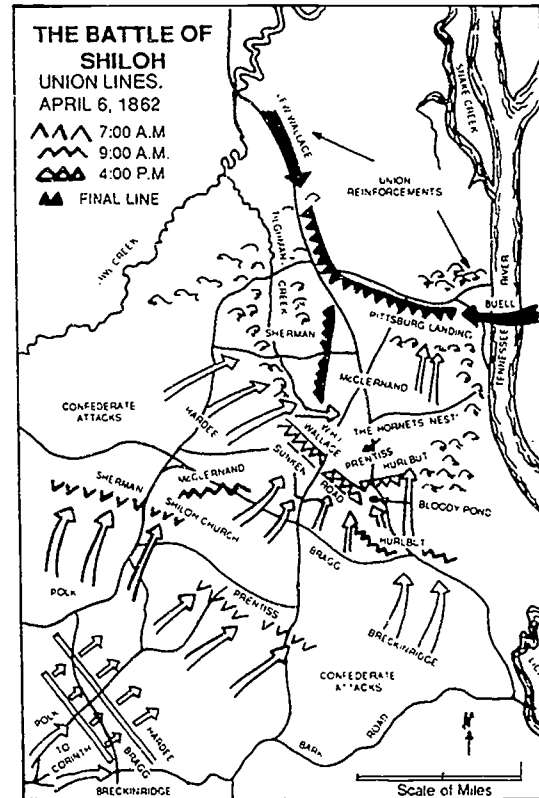 THE BATTLE OF
SHILOH
UNION LINES.
APRIL 6, 1862
7:00 A.M
9:00 A.M.
4:00 P.M
FINAL LINE
LEW WALLACE
SNAKE CREEK
UNION
REINFORCEMENTS
OWL CREEK
TILGHMAN
CREEK
RIVER
BUELL
PITTSBURG LANDING
TENNESSEE
SHERMAN
McCLERNAND
CONFEDERATE
ATTACKS
HARDEE
THE HORNETS NEST
W H L
WALLACE
PRENTISS
HURLBUT
SUNKEN
ROAD
SHERMAN
McCLERNAND
SHILOH CHURCH
BLOODY POND
HURLBUT
BRAGG
POLK
PRENTISS
BRECKINRIDGE
CONFEDERATE
ATTACKS
POLK
HARDEE
TO
CORINTH
BRAGG
BARK
ROAD
N
LICK
BRECKINRIDGE
Scale of Miles